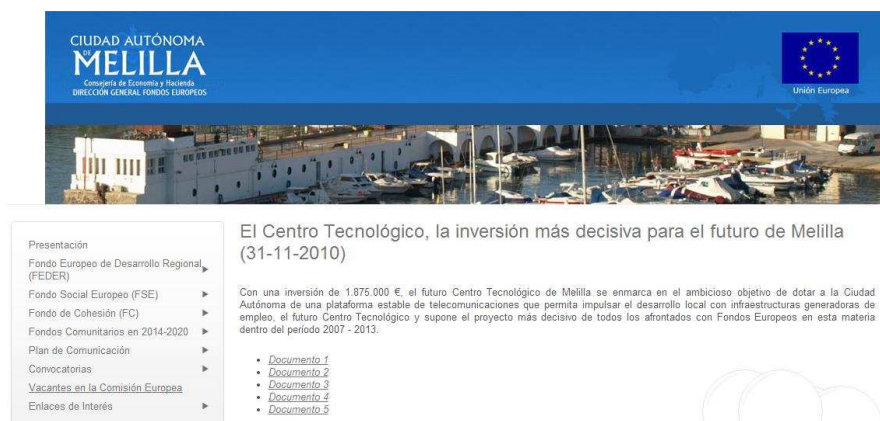 CIUDAD AUTÓNOMA
DE
MELILLA
Consejería de Economía y Hacienda
DIRECCIÓN GENERAL FONDOS EUROPEOS
Unión Europea
Presentación
Fondo Europeo de Desarrollo Regional
(FEDER)
Fondo Social Europeo (FSE)
Fondo de Cohesión (FC)
Fondos Comunitarios en 2014-2020
Plan de Comunicación
Convocatorias
Vacantes en la Comisión Europea
Enlaces de Interés
El Centro Tecnológico, la inversión más decisiva para el futuro de Melilla
(31-11-2010)
Con una inversión de 1.875.000 €, el futuro Centro Tecnológico de Melilla se enmarca en el ambicioso objetivo de dotar a la Ciudad
Autónoma de una plataforma estable de telecomunicaciones que permita impulsar el desarrollo local con infraestructuras generadoras de
empleo, el futuro Centro Tecnológico y supone el proyecto más decisivo de todos los afrontados con Fondos Europeos en esta materia
dentro del período 2007 - 2013.
• Documento 1
• Documento 2
• Documento 3
• Documento 4
• Documento 5